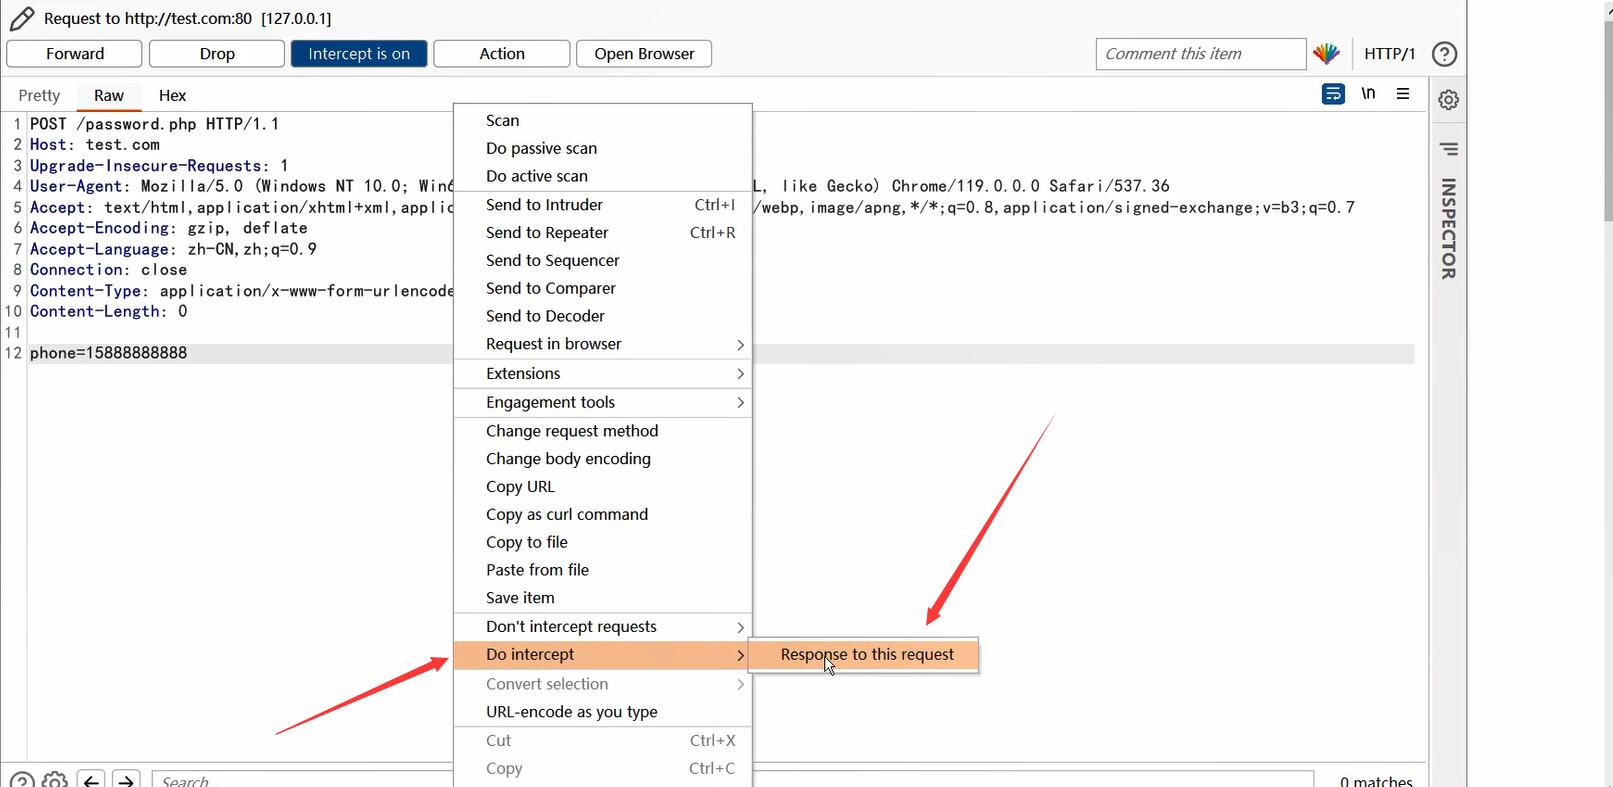 Request to http://test.com:80 [127.0.0.1]
Forward
Drop
Intercept is on
Action
Open Browser
Comment this item
HTTP/1
?
Pretty
Raw
Hex
\n
INSPECTOR
1 POST /password.php HTTP/1.1
2 Host: test.com
3 Upgrade-Insecure-Requests: 1
4 User-Agent: Mozilla/5.0 (Windows NT 10.0; L, like Gecko) Chrome/119.0.0.0 Safari/537.36
5 Accept: text/html,application/xhtml+xml, /webp,image/apng,*/*;q=0.8,application/signed-exchange;v=b3;q=0.7
6 Accept-Encoding: gzip, deflate
7 Accept-Language: zh-CN,zh;q=0.9
8 Connection: close
9 Content-Type: application/x-www-form-urlencode
10 Content-Length: 0
11
12 phone=15888888888
Scan
Do passive scan
Do active scan
Send to Intruder Ctrl+I
Send to Repeater Ctrl+R
Send to Sequencer
Send to Comparer
Send to Decoder
Request in browser
Extensions
Engagement tools
Change request method
Change body encoding
Copy URL
Copy as curl command
Copy to file
Paste from file
Save item
Don't intercept requests
Do intercept
Response to this request
Convert selection
URL-encode as you type
Cut Ctrl+X
Copy Ctrl+C
?
Search...
0 matches